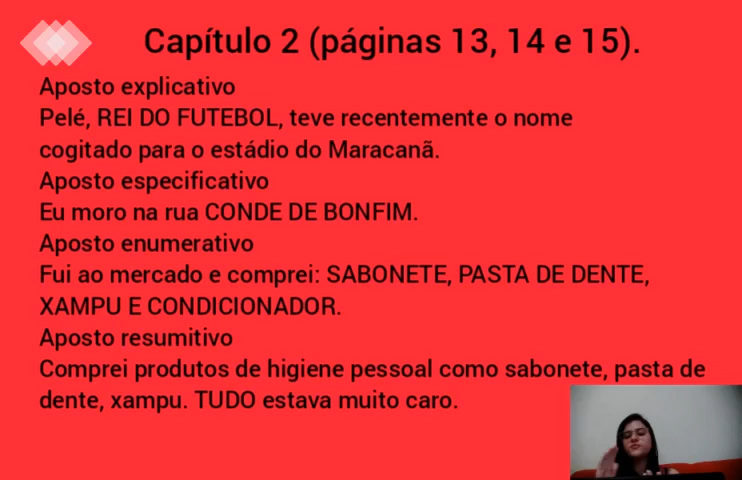 Capítulo 2 (páginas 13, 14 e 15).
Aposto explicativo
Pelé, REI DO FUTEBOL, teve recentemente o nome
cogitado para o estádio do Maracanã.
Aposto especificativo
Eu moro na rua CONDE DE BONFIM.
Aposto enumerativo
Fui ao mercado e comprei: SABONETE, PASTA DE DENTE,
XAMPU E CONDICIONADOR.
Aposto resumitivo
Comprei produtos de higiene pessoal como sabonete, pasta de
dente, xampu. TUDO estava muito caro.